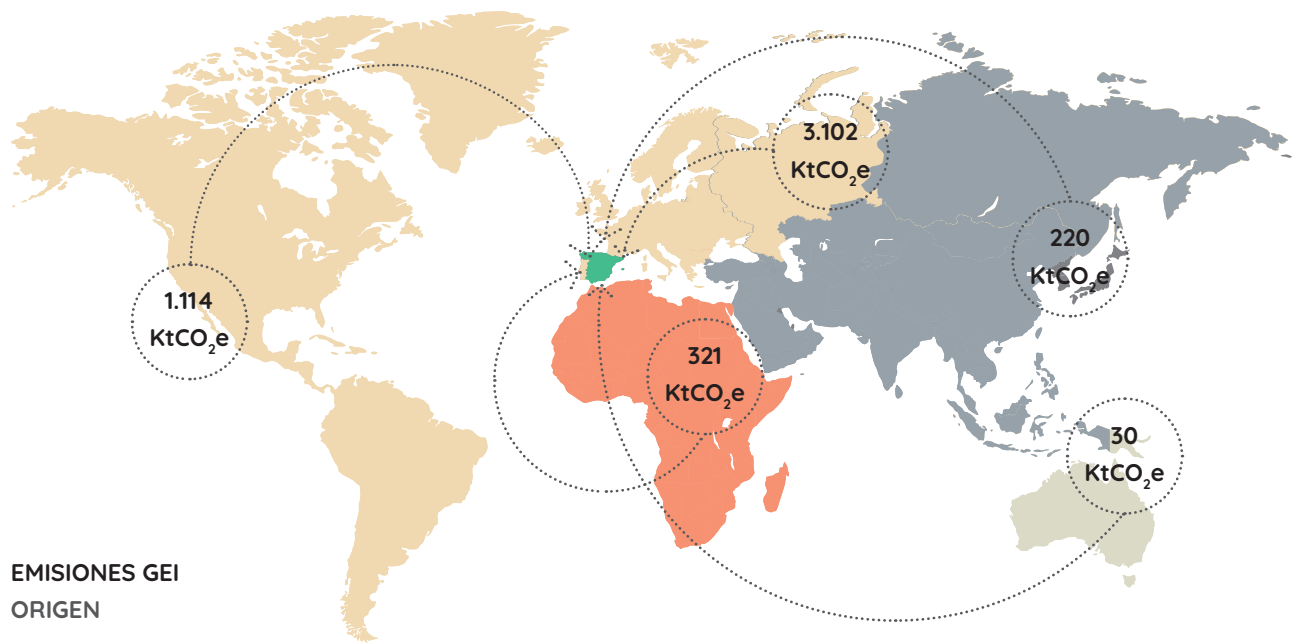 3.102
KtCO₂e
220
KtCO₂e
1.114
KtCO₂e
321
KtCO₂e
30
KtCO₂e
EMISIONES GEI
ORIGEN